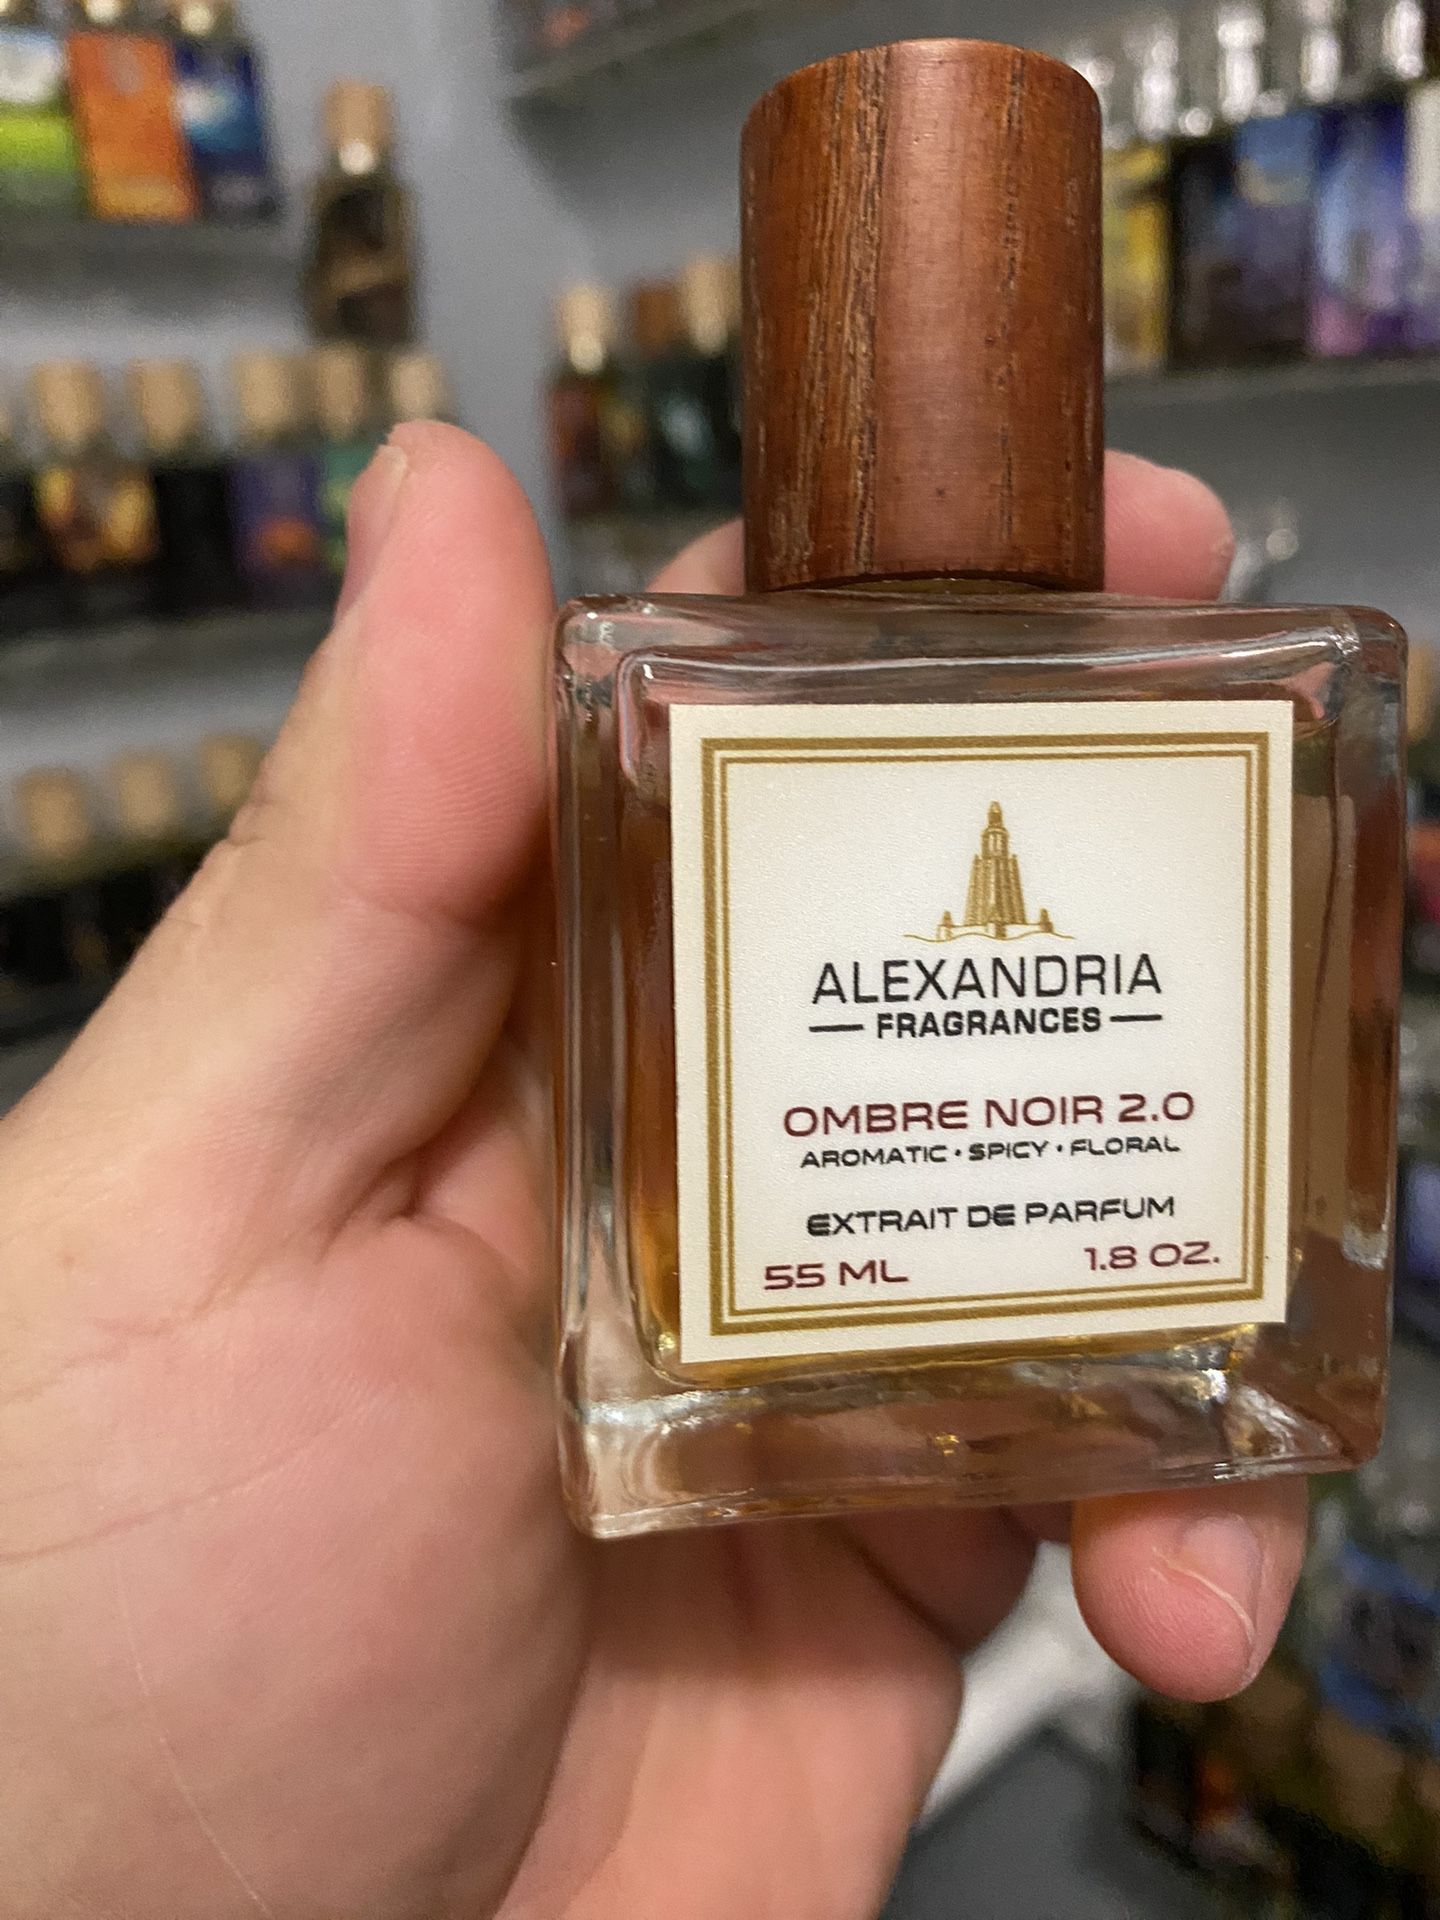 ALEXANDRIA
FRAGRANCES
OMBRE NOIR 2.0
AROMATIC • SPICY • FLORAL
EXTRAIT DE PARFUM
55 ML 1.8 OZ.